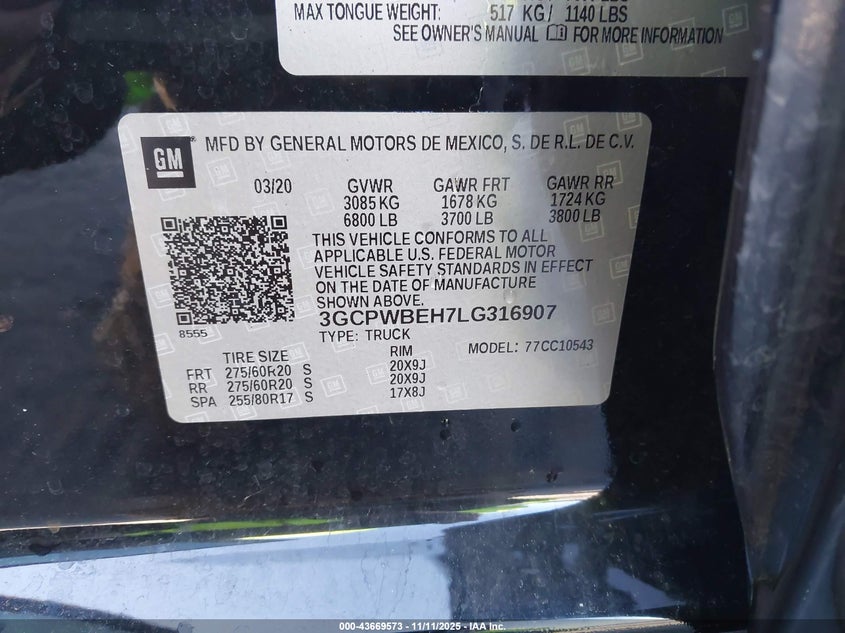 MAX TONGUE WEIGHT: 517 KG/ 1140 LBS
SEE OWNER'S MANUAL FOR MORE INFORMATION
GM
MFD BY GENERAL MOTORS DE MEXICO, S. DE R.L. DE C.V.
03/20 GVWR GAWR FRT GAWR RR
3085 KG 1678 KG 1724 KG
6800 LB 3700 LB 3800 LB
THIS VEHICLE CONFORMS TO ALL
APPLICABLE U.S. FEDERAL MOTOR
VEHICLE SAFETY STANDARDS IN EFFECT
ON THE DATE OF MANUFACTURE
SHOWN ABOVE.
8555
3GCPWBEH7LG316907
TYPE: TRUCK MODEL: 77CC10543
TIRE SIZE RIM
FRT 275/60R20 S 20X9J
RR 275/60R20 S 20X9J
SPA 255/80R17 S 17X8J
000-43669573 - 11/11/2025 - IAA Inc.